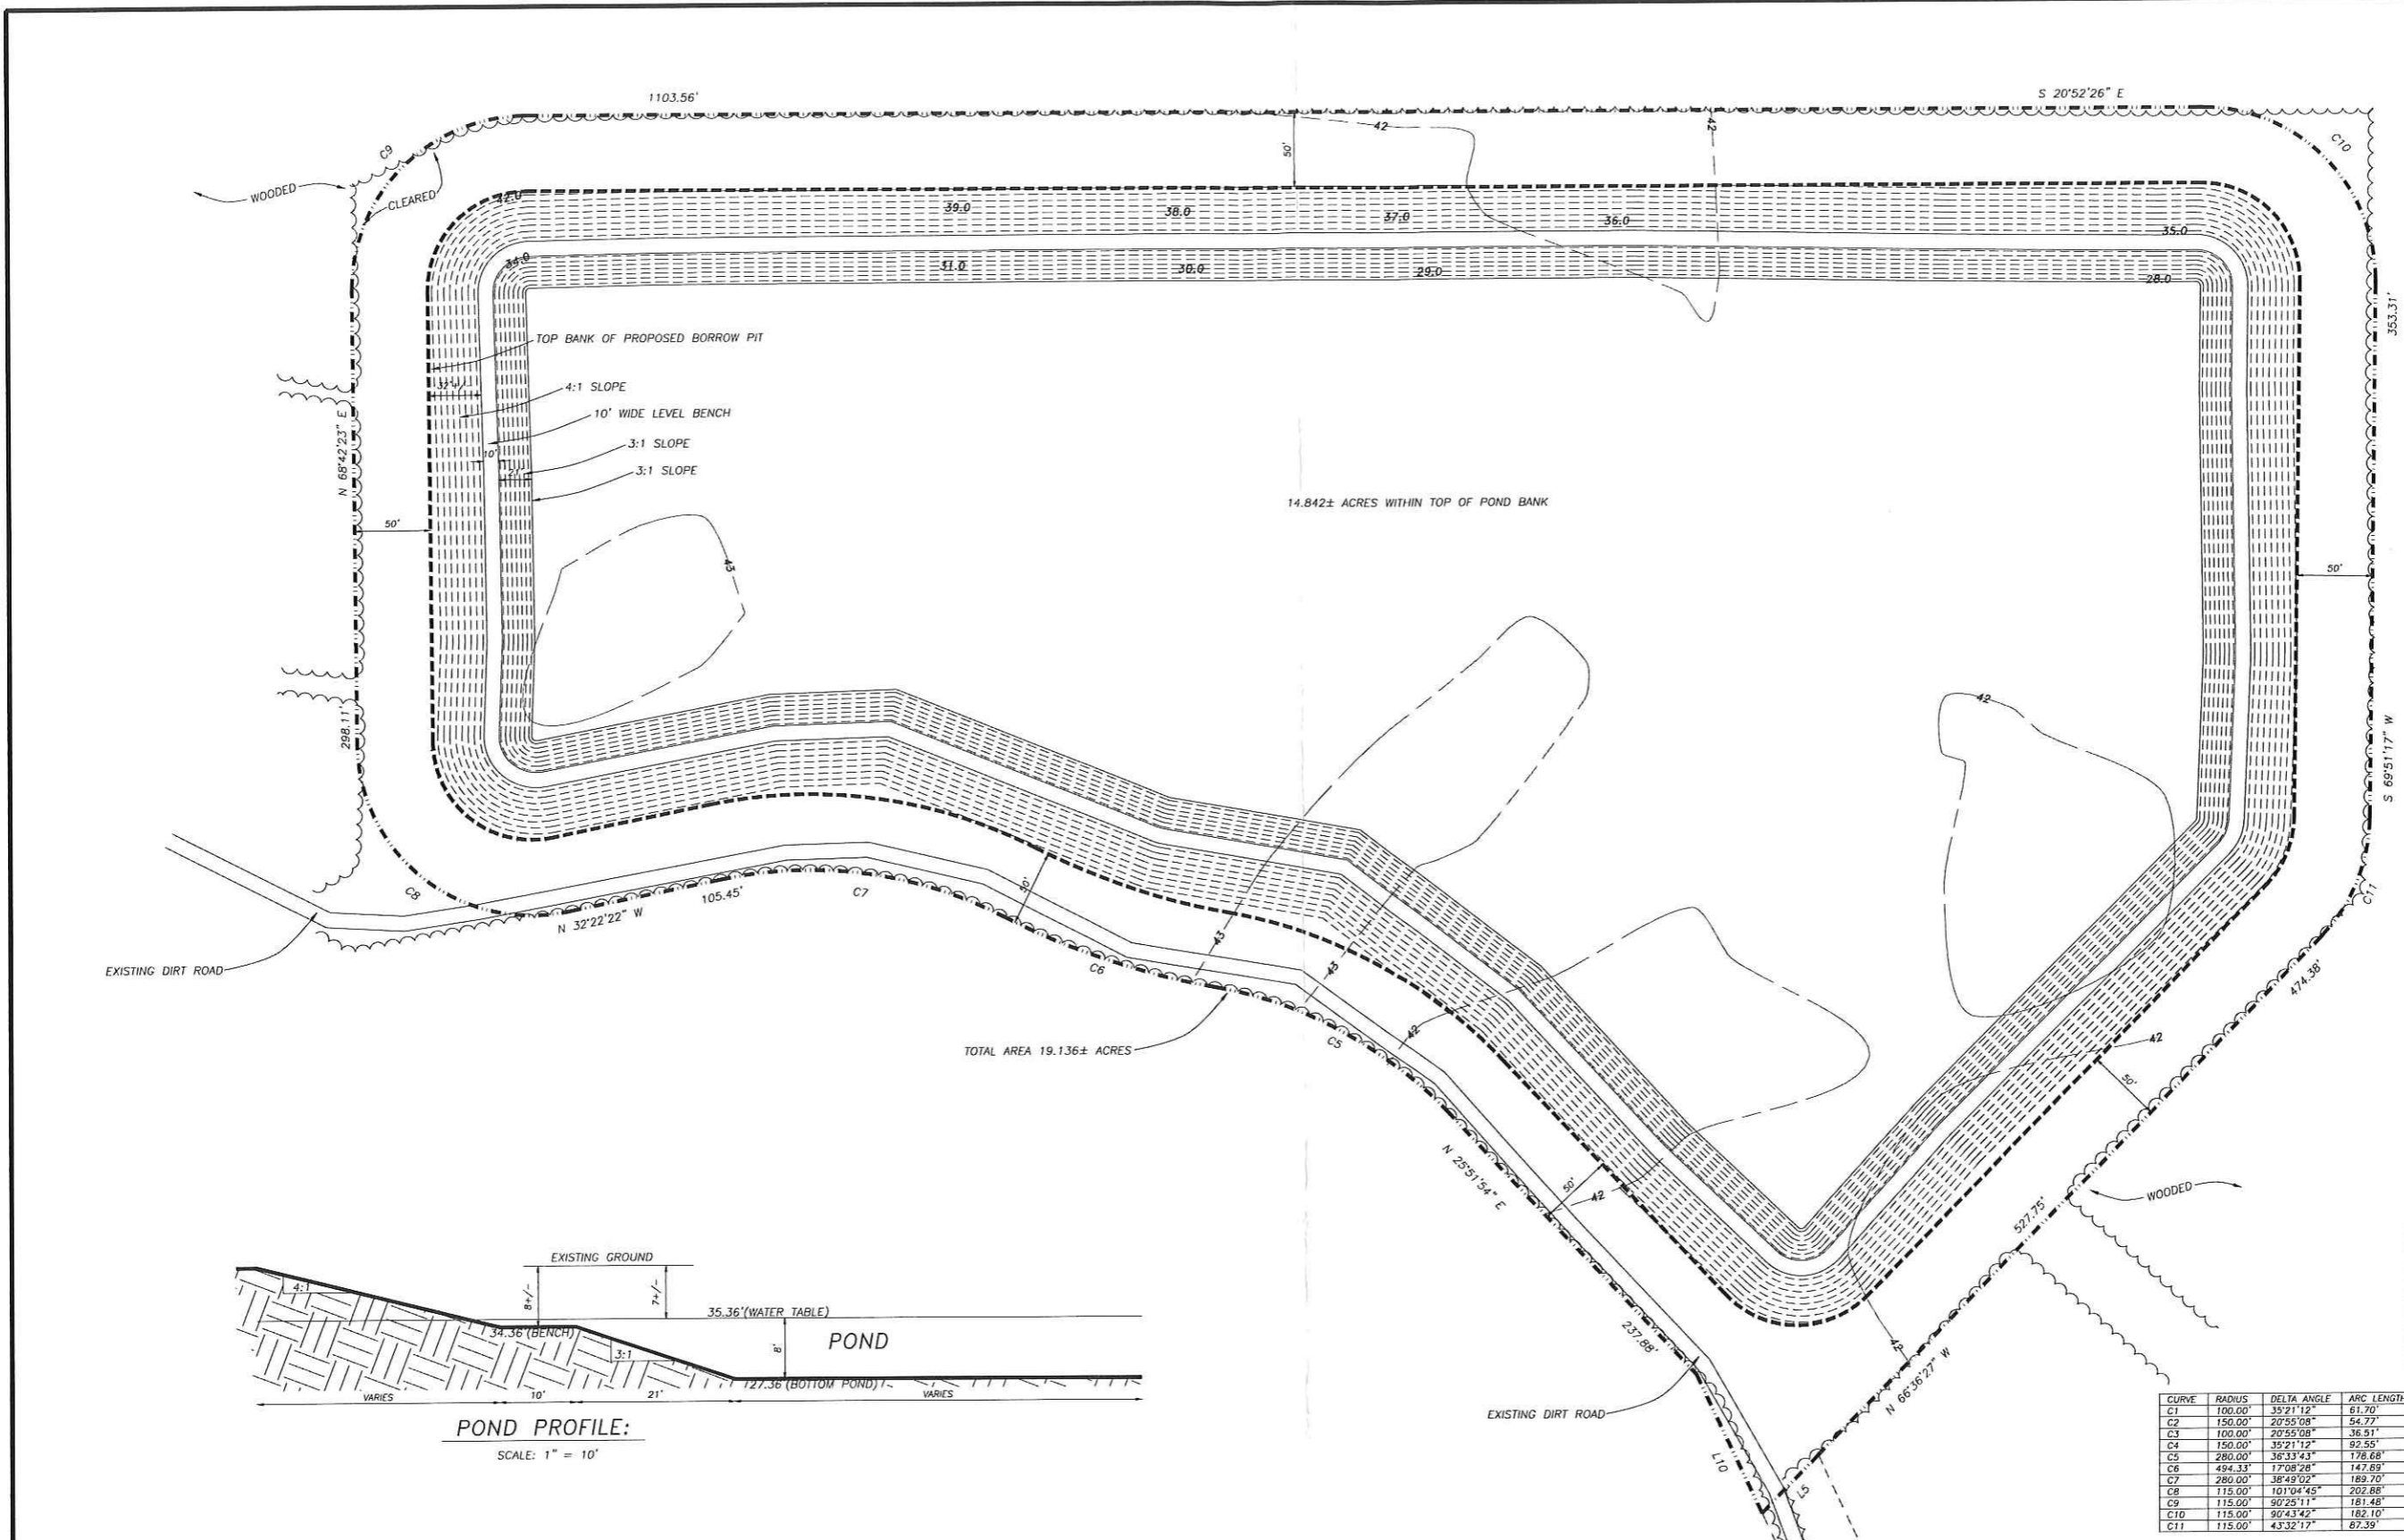 1103.56'
S 20°52'26" E
C9
C10
42
42
50'
WOODED
CLEARED
42.0
39.0
38.0
37.0
36.0
35.0
34.0
31.0
30.0
29.0
28.0
353.31'
TOP BANK OF PROPOSED BORROW PIT
32'+/-
4:1 SLOPE
10' WIDE LEVEL BENCH
10'
3:1 SLOPE
21'
3:1 SLOPE
N 68°42'23" E
50'
14.842± ACRES WITHIN TOP OF POND BANK
43
50'
298.11'
42
S 69°51'17" W
C8
N 32°22'22" W
105.45'
C7
50'
C6
43
43
C11
474.38'
EXISTING DIRT ROAD
TOTAL AREA 19.136± ACRES
C5
42
42
50'
N 25°51'54" E
50'
42
WOODED
527.75'
237.88'
42
N 66°36'27" W
EXISTING DIRT ROAD
L10
L5
EXISTING GROUND
4:1
8+/-
7+/-
35.36'(WATER TABLE)
34.36'(BENCH)
POND
3:1
8'
27.36'(BOTTOM POND)
VARIES
10'
21'
VARIES
POND PROFILE:
SCALE: 1" = 10'
CURVE RADIUS DELTA ANGLE ARC LENGTH
C1 100.00' 35°21'12" 61.70'
C2 150.00' 20°55'08" 54.77'
C3 100.00' 20°55'08" 36.51'
C4 150.00' 35°21'12" 92.55'
C5 280.00' 36°33'43" 178.68'
C6 494.33' 17°08'28" 147.89'
C7 280.00' 38°49'02" 189.70'
C8 115.00' 101°04'45" 202.88'
C9 115.00' 90°25'11" 181.48'
C10 115.00' 90°43'42" 182.10'
C11 115.00' 43°32'17" 87.39'